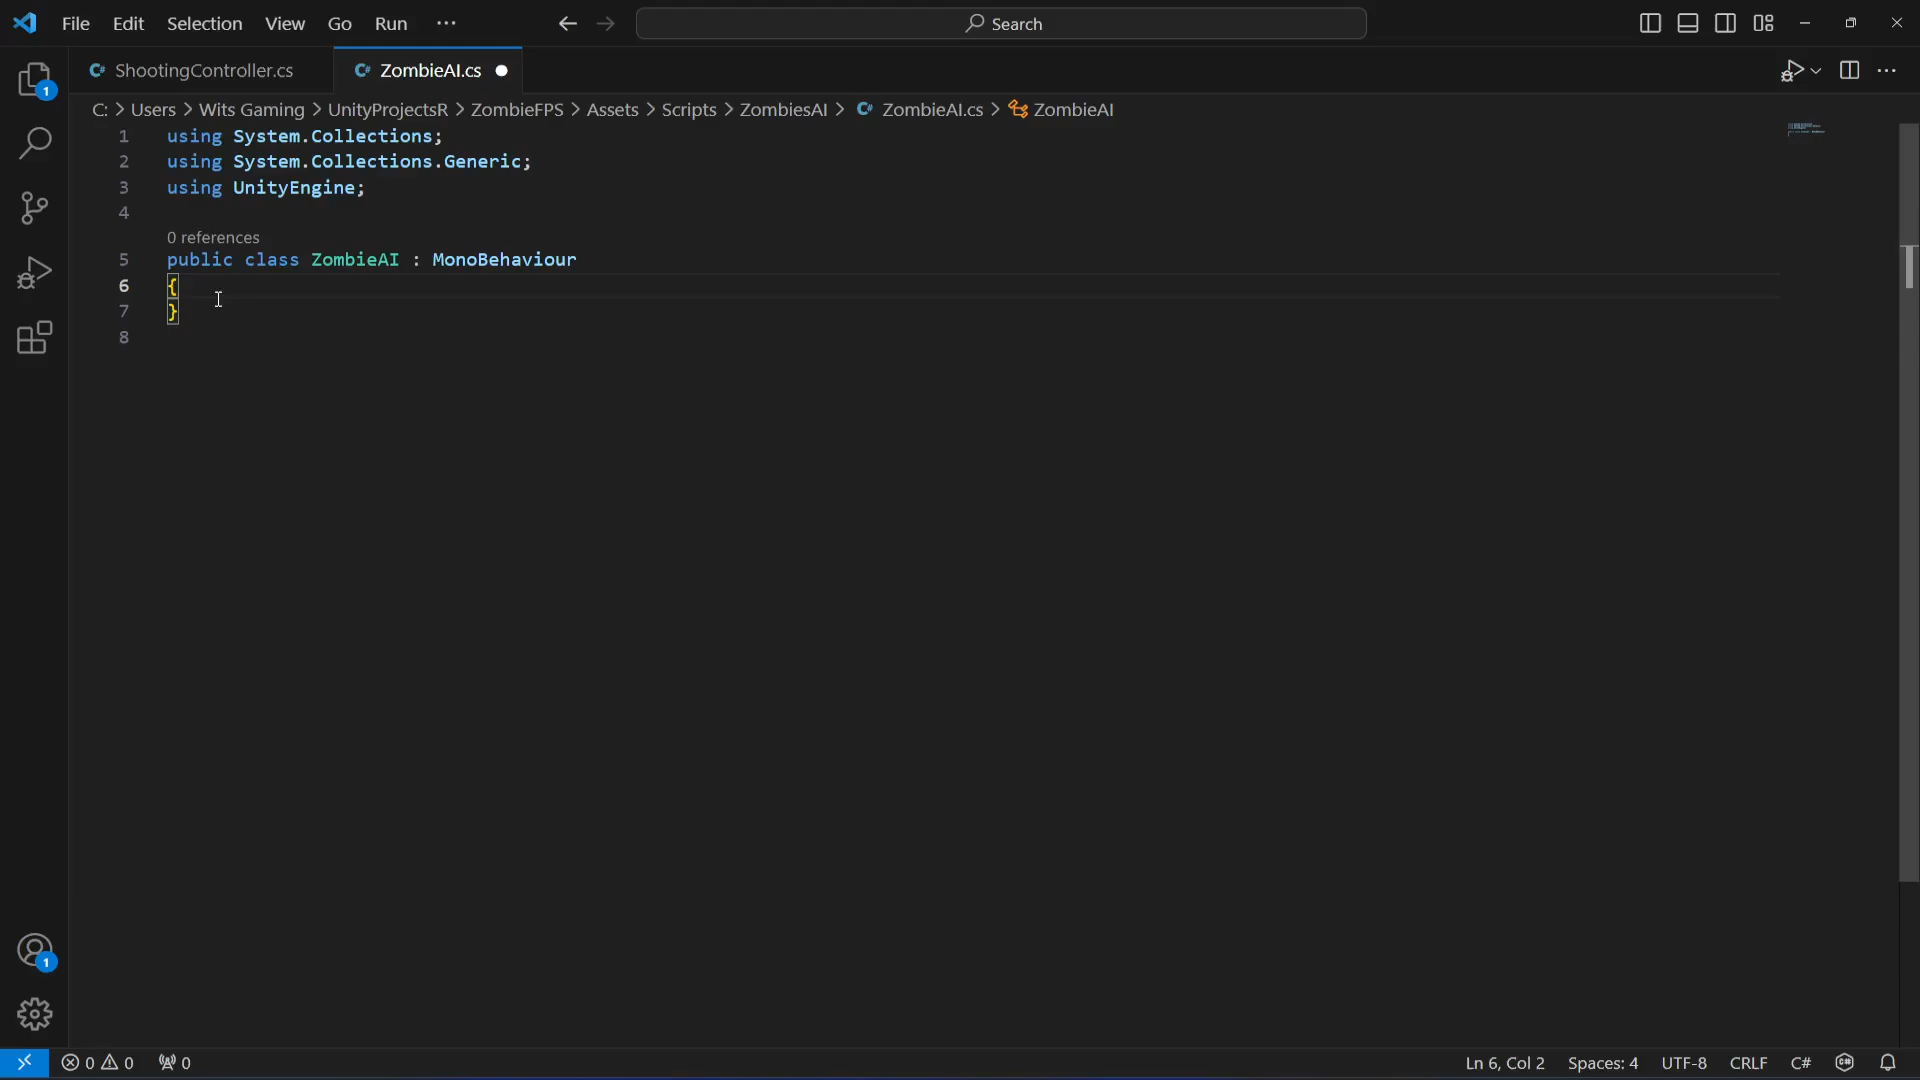 File Edit Selection View Go Run ··· Search
ShootingController.cs ZombieAI.cs
C: > Users > Wits Gaming > UnityProjectsR > ZombieFPS > Assets > Scripts > ZombiesAI > ZombieAI.cs > ZombieAI
1 using System.Collections;
2 using System.Collections.Generic;
3 using UnityEngine;
4
0 references
5 public class ZombieAI : MonoBehaviour
6 {
7 }
8
1
1
0 0 0 Ln 6, Col 2 Spaces: 4 UTF-8 CRLF C#